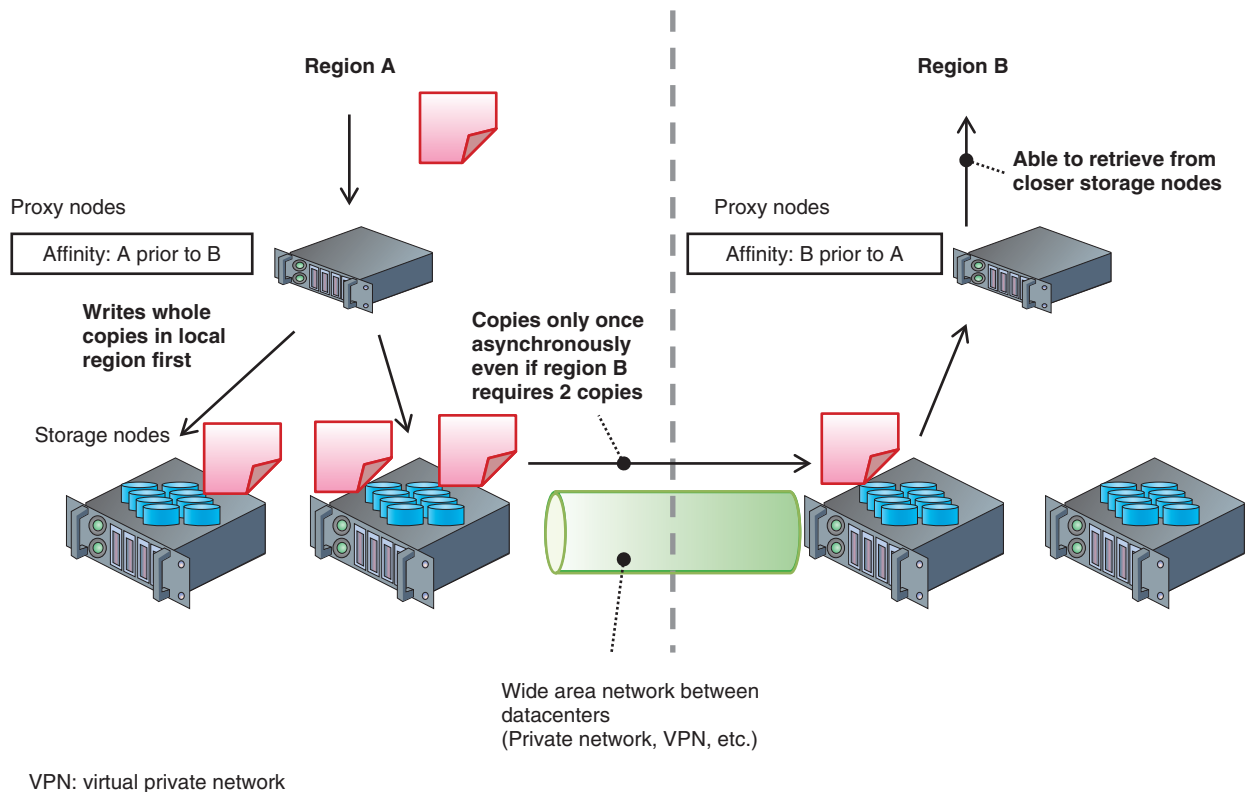 Region A
Region B
Able to retrieve from
closer storage nodes
Proxy nodes
Affinity: A prior to B
Proxy nodes
Affinity: B prior to A
Writes whole
copies in local
region first
Copies only once
asynchronously
even if region B
requires 2 copies
Storage nodes
Wide area network between
datacenters
(Private network, VPN, etc.)
VPN: virtual private network